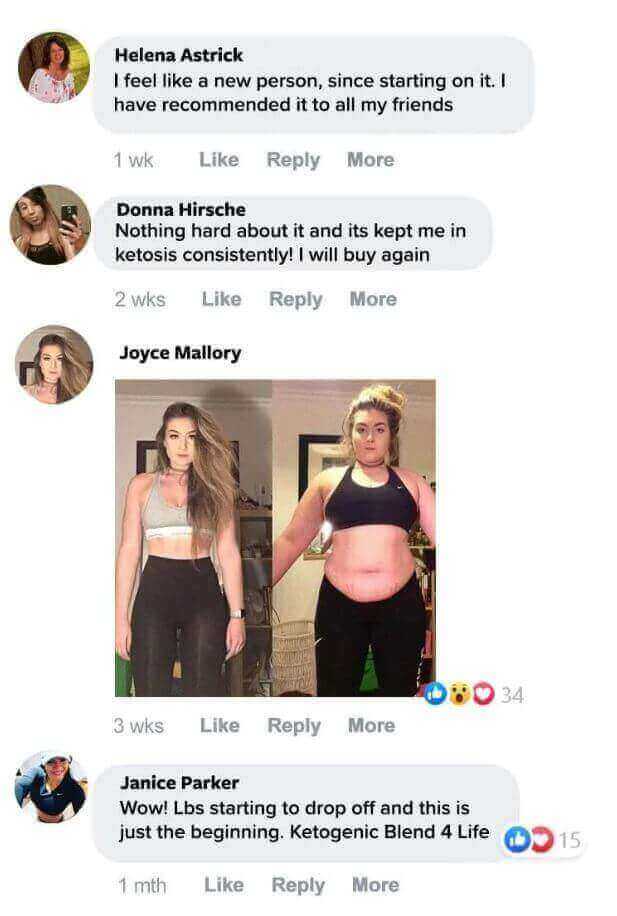 Helena Astrick
I feel like a new person, since starting on it. I
have recommended it to all my friends
1 wk Like Reply More
Donna Hirsche
Nothing hard about it and its kept me in
ketosis consistently! I will buy again
2 wks Like Reply More
Joyce Mallory
34
3 wks Like Reply More
Janice Parker
Wow! Lbs starting to drop off and this is
just the beginning. Ketogenic Blend 4 Life
15
1 mth Like Reply More